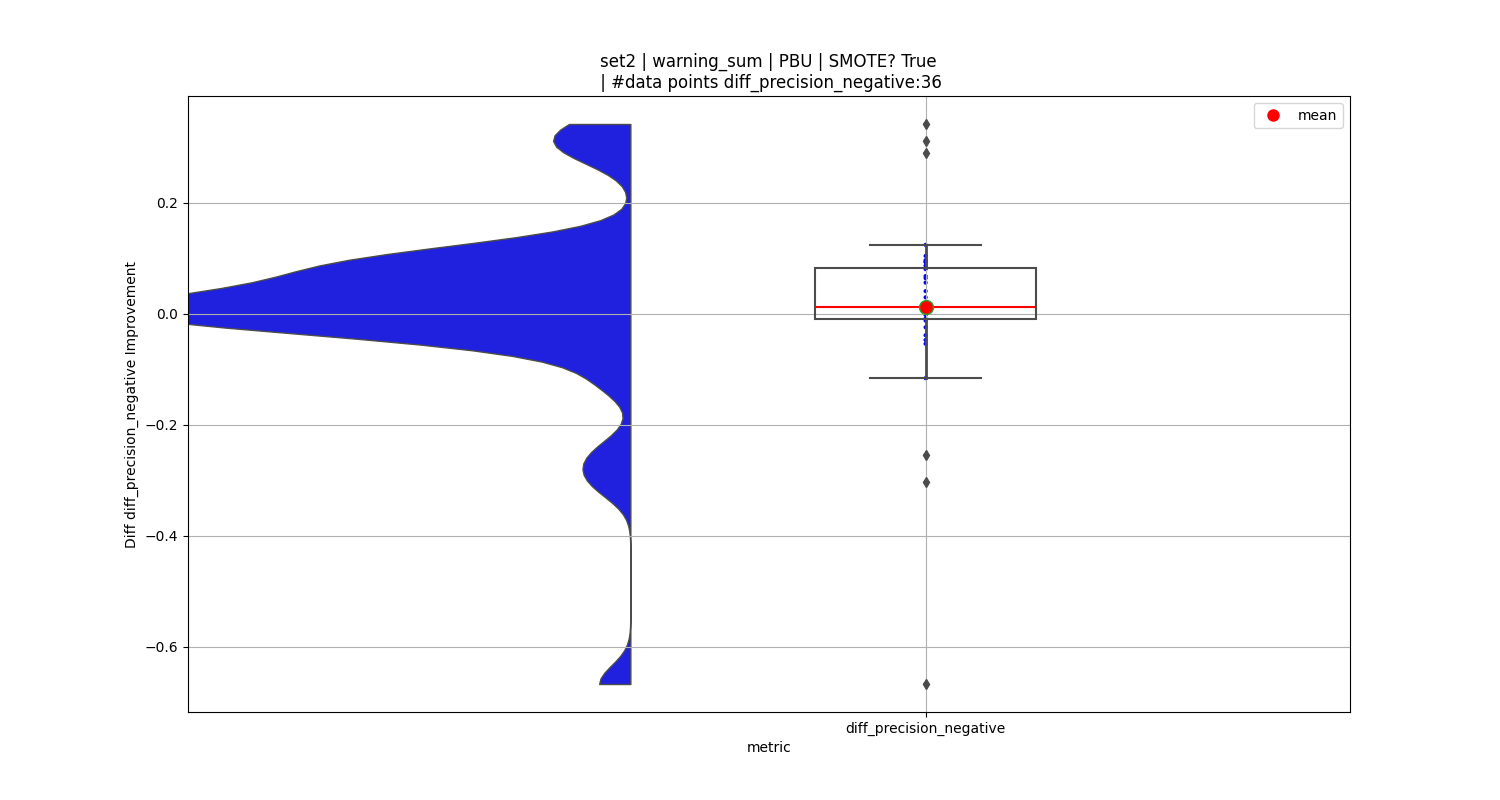 set2 | warning_sum | PBU | SMOTE? True
| #data points diff_precision_negative:36
mean
Diff diff_precision_negative Improvement
0.2
0.0
−0.2
−0.4
−0.6
diff_precision_negative
metric